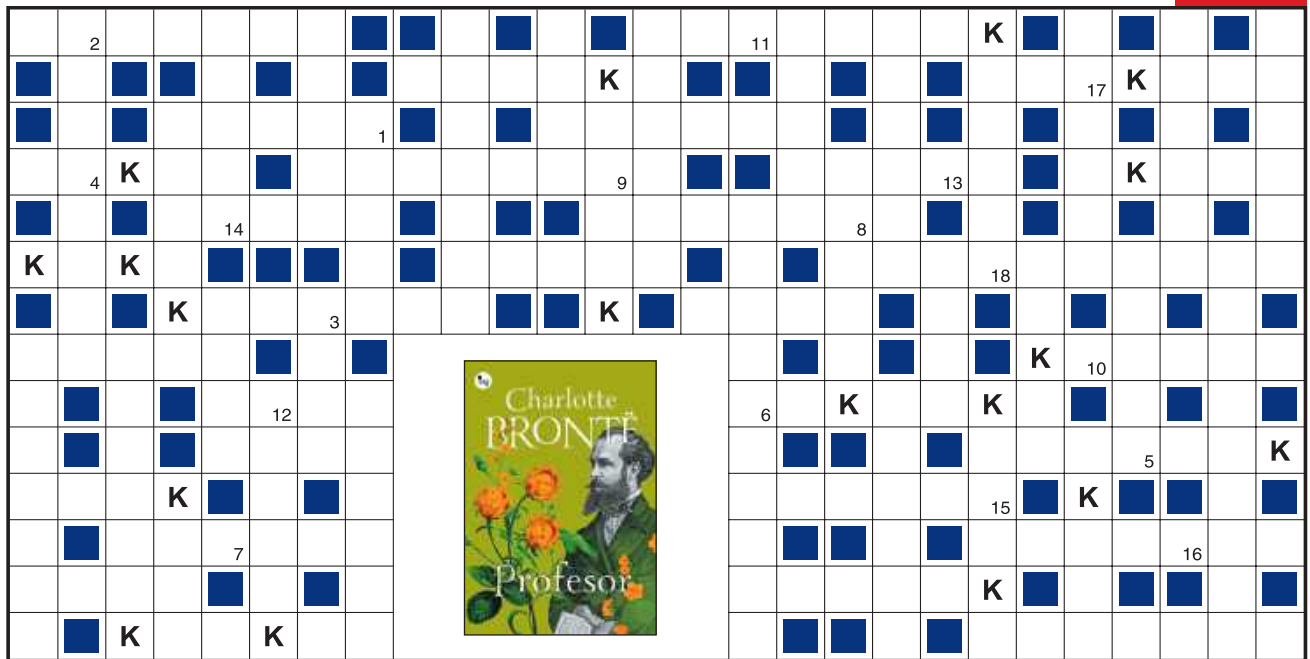 2 11 K
K 17 K
1
4 K 9 13 K
14 8
K K 18
K 3 K
K 10
12 6 K K
5 K
K 15 K
7 16
K
K K
Charlotte
BRONTË
Profesor